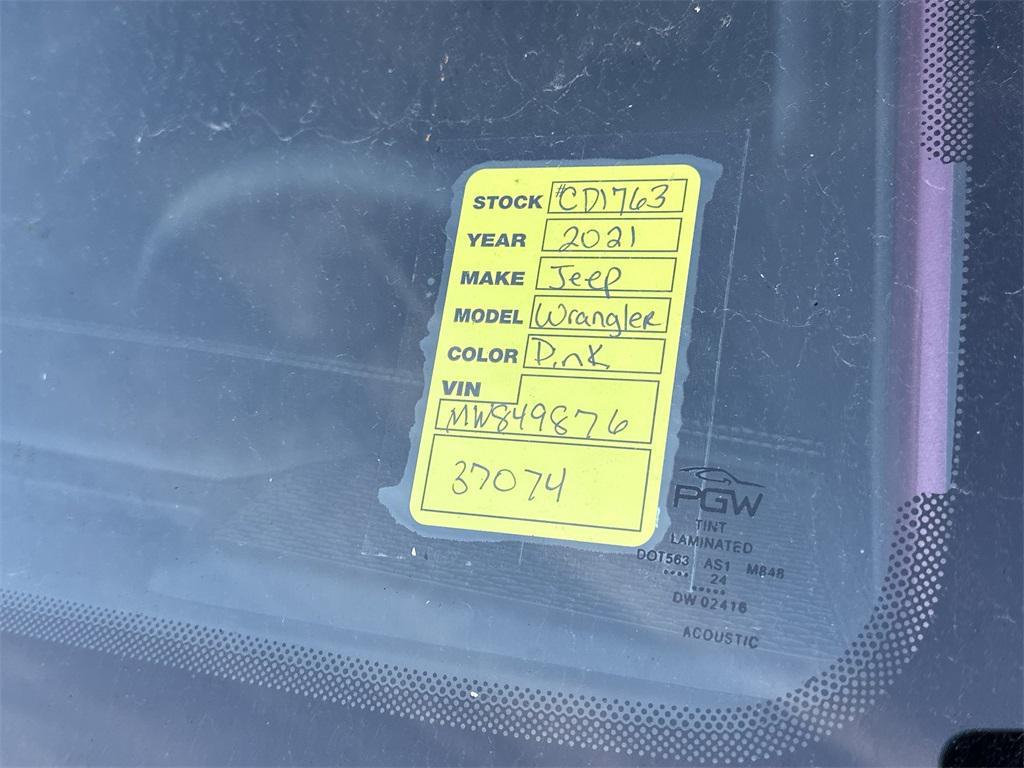 STOCK #CD1763
YEAR 2021
MAKE Jeep
MODEL Wrangler
COLOR Pink
VIN
MW849876
37074
PGW
TINT
LAMINATED
DOT563 AS1 M848
24
DW 02416
ACOUSTIC